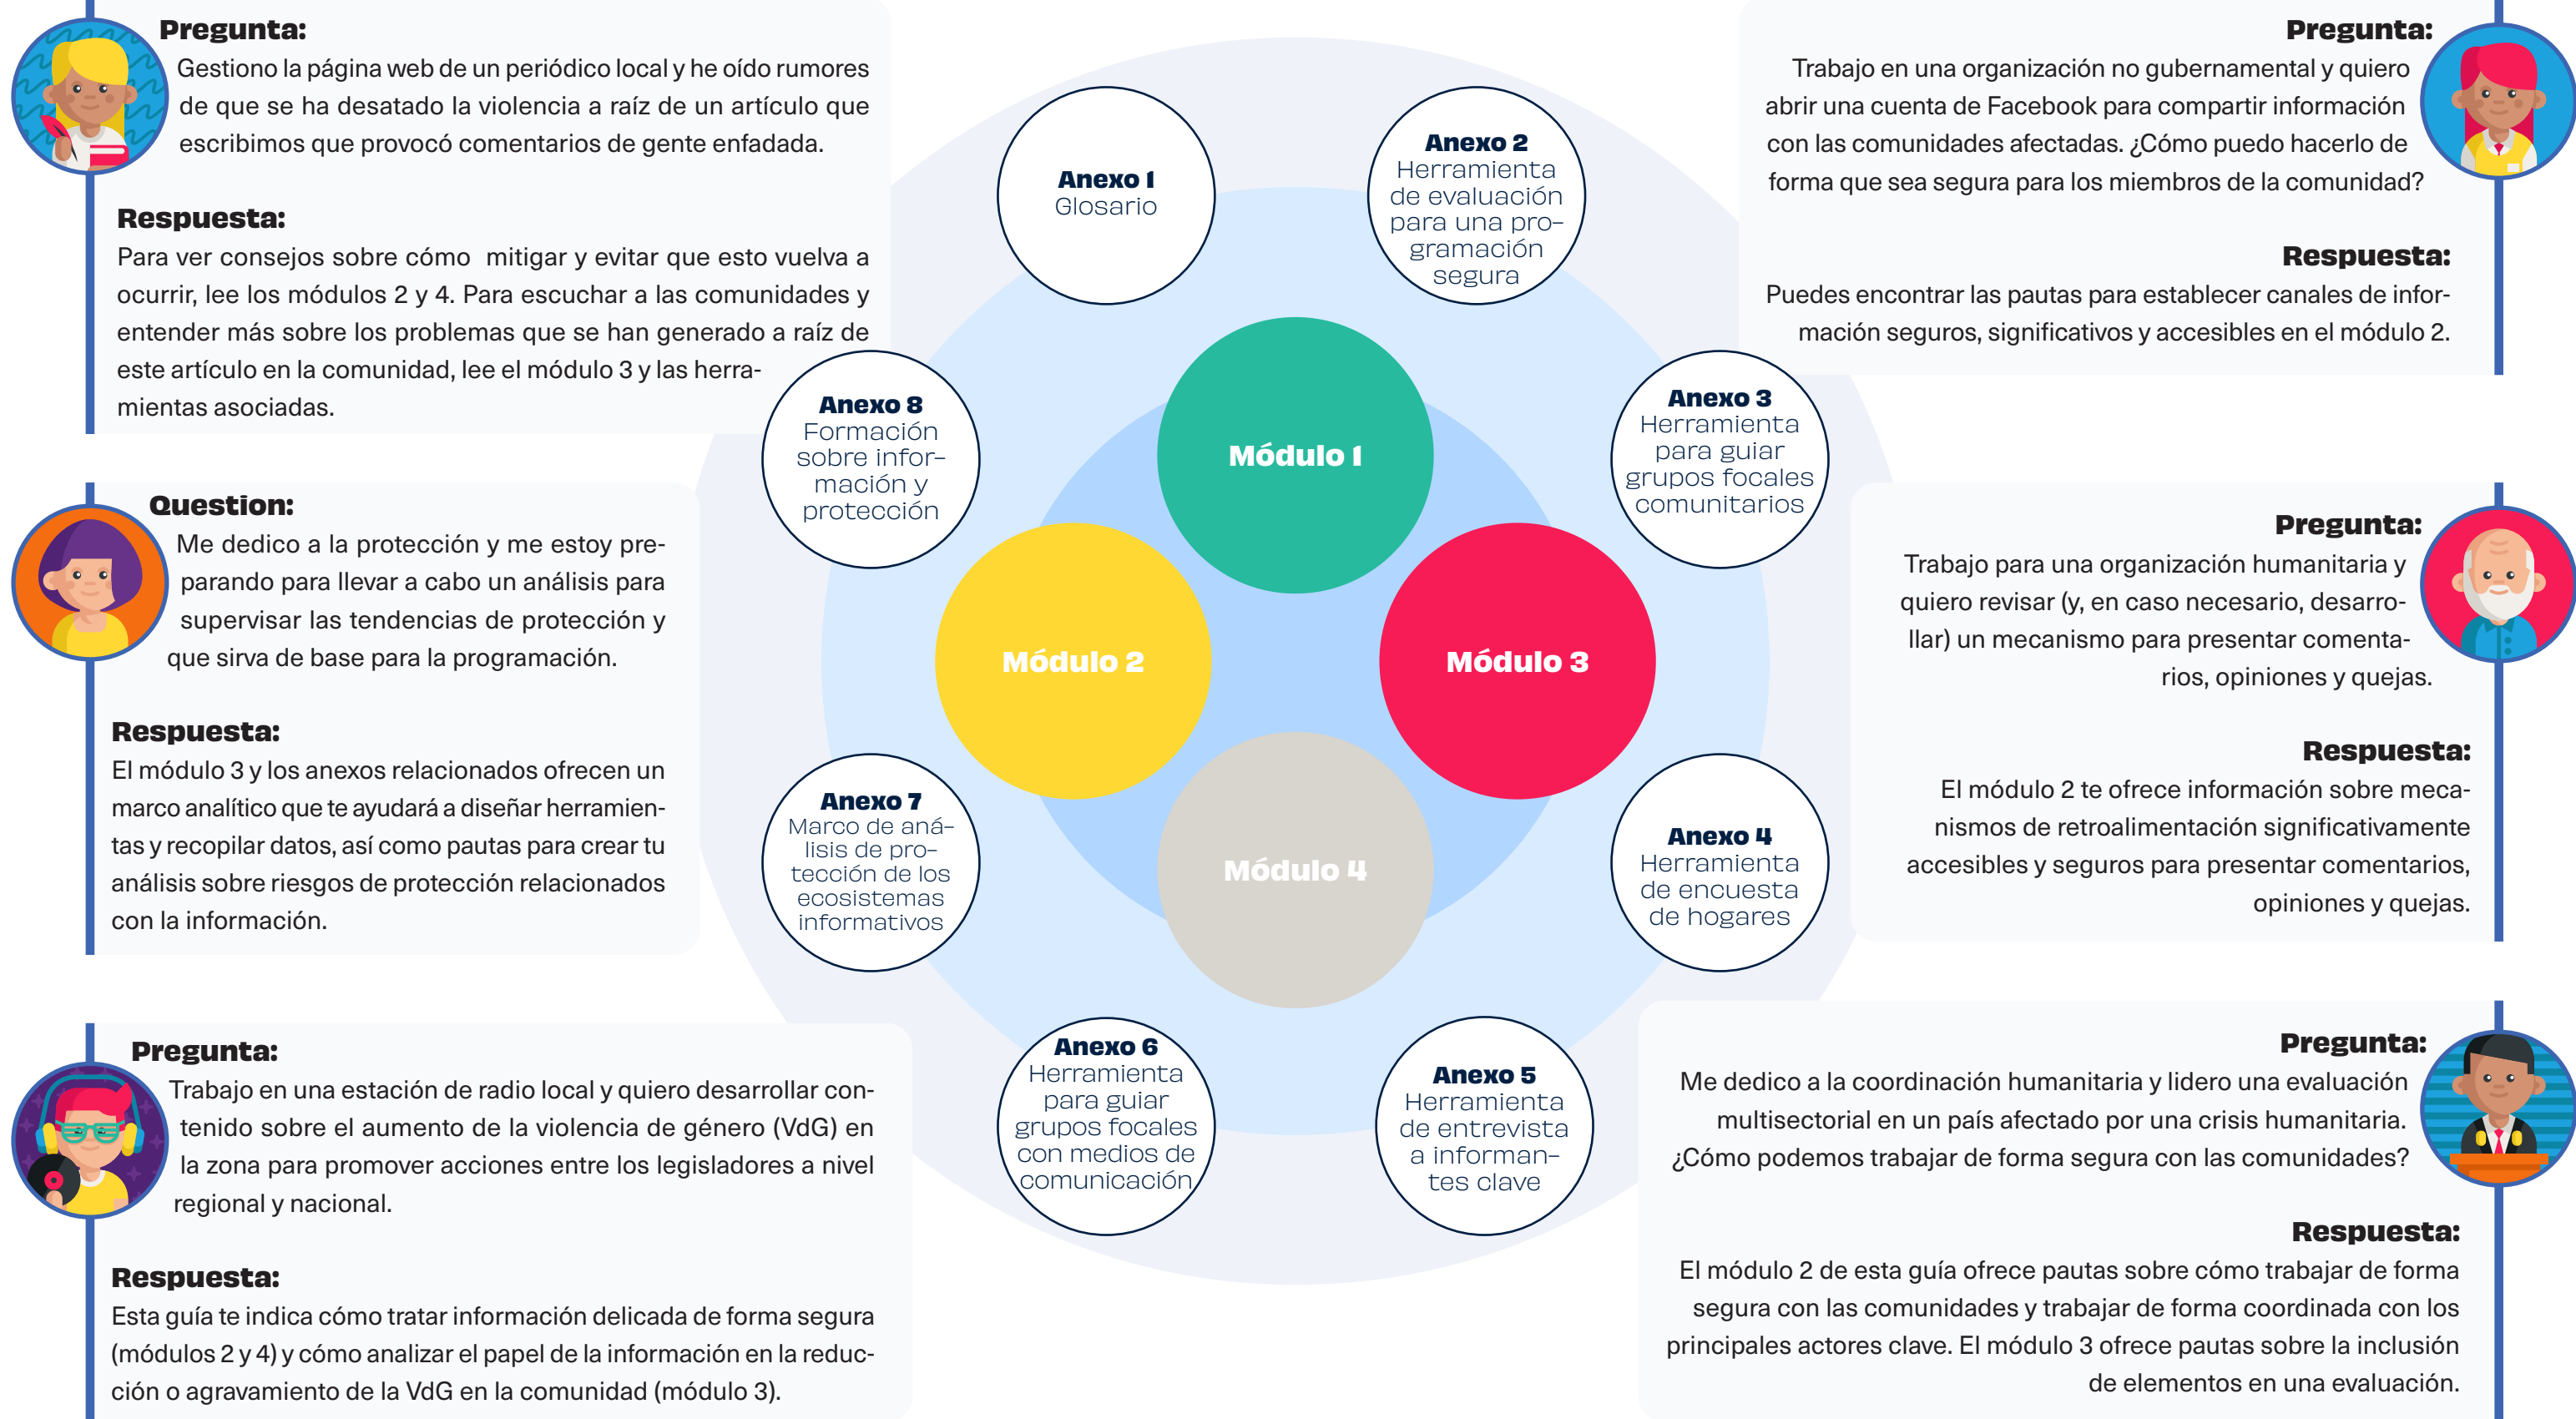 Pregunta:
Gestiono la página web de un periódico local y he oído rumores
de que se ha desatado la violencia a raíz de un artículo que
escribimos que provocó comentarios de gente enfadada.
Respuesta:
Para ver consejos sobre cómo mitigar y evitar que esto vuelva a
ocurrir, lee los módulos 2 y 4. Para escuchar a las comunidades y
entender más sobre los problemas que se han generado a raíz de
este artículo en la comunidad, lee el módulo 3 y las herra-
mientas asociadas.
Question:
Me dedico a la protección y me estoy pre-
parando para llevar a cabo un análisis para
supervisar las tendencias de protección y
que sirva de base para la programación.
Respuesta:
El módulo 3 y los anexos relacionados ofrecen un
marco analítico que te ayudará a diseñar herramien-
tas y recopilar datos, así como pautas para crear tu
análisis sobre riesgos de protección relacionados
con la información.
Pregunta:
Trabajo en una estación de radio local y quiero desarrollar con-
tenido sobre el aumento de la violencia de género (VdG) en
la zona para promover acciones entre los legisladores a nivel
regional y nacional.
Respuesta:
Esta guía te indica cómo tratar información delicada de forma segura
(módulos 2 y 4) y cómo analizar el papel de la información en la reduc-
ción o agravamiento de la VdG en la comunidad (módulo 3).
Anexo 1
Glosario
Anexo 2
Herramienta
de evaluación
para una pro-
gramación
segura
Anexo 3
Herramienta
para guiar
grupos focales
comunitarios
Anexo 4
Herramienta
de encuesta
de hogares
Anexo 5
Herramienta
de entrevista
a informan-
tes clave
Anexo 6
Herramienta
para guiar
grupos focales
con medios de
comunicación
Anexo 7
Marco de aná-
lisis de pro-
tección de los
ecosistemas
informativos
Anexo 8
Formación
sobre infor-
mación y
protección
Módulo 1
Módulo 2
Módulo 3
Módulo 4
Pregunta:
Trabajo en una organización no gubernamental y quiero
abrir una cuenta de Facebook para compartir información
con las comunidades afectadas. ¿Cómo puedo hacerlo de
forma que sea segura para los miembros de la comunidad?
Respuesta:
Puedes encontrar las pautas para establecer canales de infor-
mación seguros, significativos y accesibles en el módulo 2.
Pregunta:
Trabajo para una organización humanitaria y
quiero revisar (y, en caso necesario, desarro-
llar) un mecanismo para presentar comenta-
rios, opiniones y quejas.
Respuesta:
El módulo 2 te ofrece información sobre meca-
nismos de retroalimentación significativamente
accesibles y seguros para presentar comentarios,
opiniones y quejas.
Pregunta:
Me dedico a la coordinación humanitaria y lidero una evaluación
multisectorial en un país afectado por una crisis humanitaria.
¿Cómo podemos trabajar de forma segura con las comunidades?
Respuesta:
El módulo 2 de esta guía ofrece pautas sobre cómo trabajar de forma
segura con las comunidades y trabajar de forma coordinada con los
principales actores clave. El módulo 3 ofrece pautas sobre la inclusión
de elementos en una evaluación.